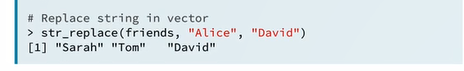 # Replace string in vector
> str_replace(friends, "Alice", "David")
[1] "Sarah" "Tom"   "David"